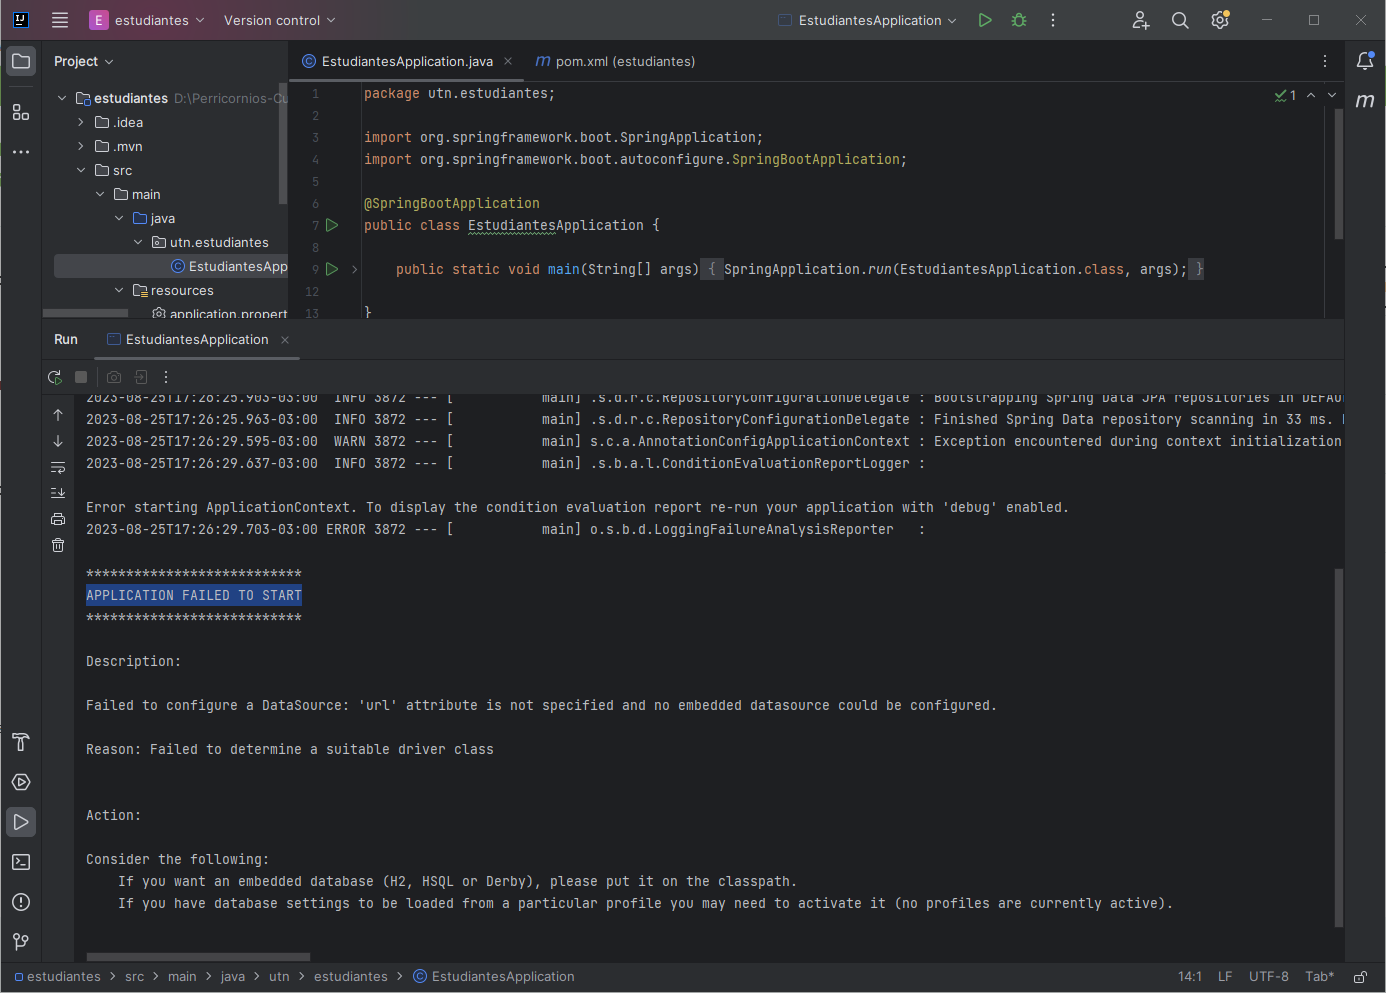 E estudiantes Version control EstudiantesApplication
Project
EstudiantesApplication.java
m pom.xml (estudiantes)
estudiantes D:\Perricornios-Cu
.idea
.mvn
src
main
java
utn.estudiantes
EstudiantesApp
resources
application.propert
1 package utn.estudiantes;
2
3 import org.springframework.boot.SpringApplication;
4 import org.springframework.boot.autoconfigure.SpringBootApplication;
5
6 @SpringBootApplication
7 public class EstudiantesApplication {
8
9 public static void main(String[] args) { SpringApplication.run(EstudiantesApplication.class, args); }
12
13 }
1
m
Run EstudiantesApplication
2023-08-25T17:26:25.903-03:00  INFO 3872 --- [           main] .s.d.r.c.RepositoryConfigurationDelegate : Bootstrapping Spring Data JPA repositories in DEFAU
2023-08-25T17:26:25.963-03:00  INFO 3872 --- [           main] .s.d.r.c.RepositoryConfigurationDelegate : Finished Spring Data repository scanning in 33 ms.
2023-08-25T17:26:29.595-03:00  WARN 3872 --- [           main] s.c.a.AnnotationConfigApplicationContext : Exception encountered during context initialization
2023-08-25T17:26:29.637-03:00  INFO 3872 --- [           main] .s.b.a.l.ConditionEvaluationReportLogger :
Error starting ApplicationContext. To display the condition evaluation report re-run your application with 'debug' enabled.
2023-08-25T17:26:29.703-03:00 ERROR 3872 --- [           main] o.s.b.d.LoggingFailureAnalysisReporter   :
***************************
APPLICATION FAILED TO START
***************************
Description:
Failed to configure a DataSource: 'url' attribute is not specified and no embedded datasource could be configured.
Reason: Failed to determine a suitable driver class
Action:
Consider the following:
If you want an embedded database (H2, HSQL or Derby), please put it on the classpath.
If you have database settings to be loaded from a particular profile you may need to activate it (no profiles are currently active).
estudiantes > src > main > java > utn > estudiantes > EstudiantesApplication
14:1 LF UTF-8 Tab*